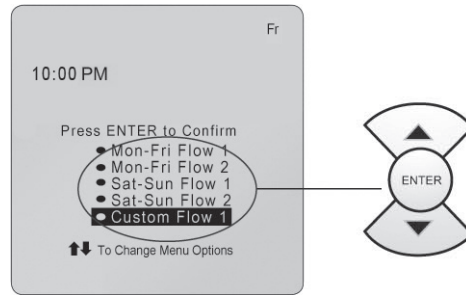 Fr
10:00 PM
Press ENTER to Confirm
Mon-Fri Flow 1
Mon-Fri Flow 2
Sat-Sun Flow 1
Sat-Sun Flow 2
Custom Flow 1
To Change Menu Options
ENTER